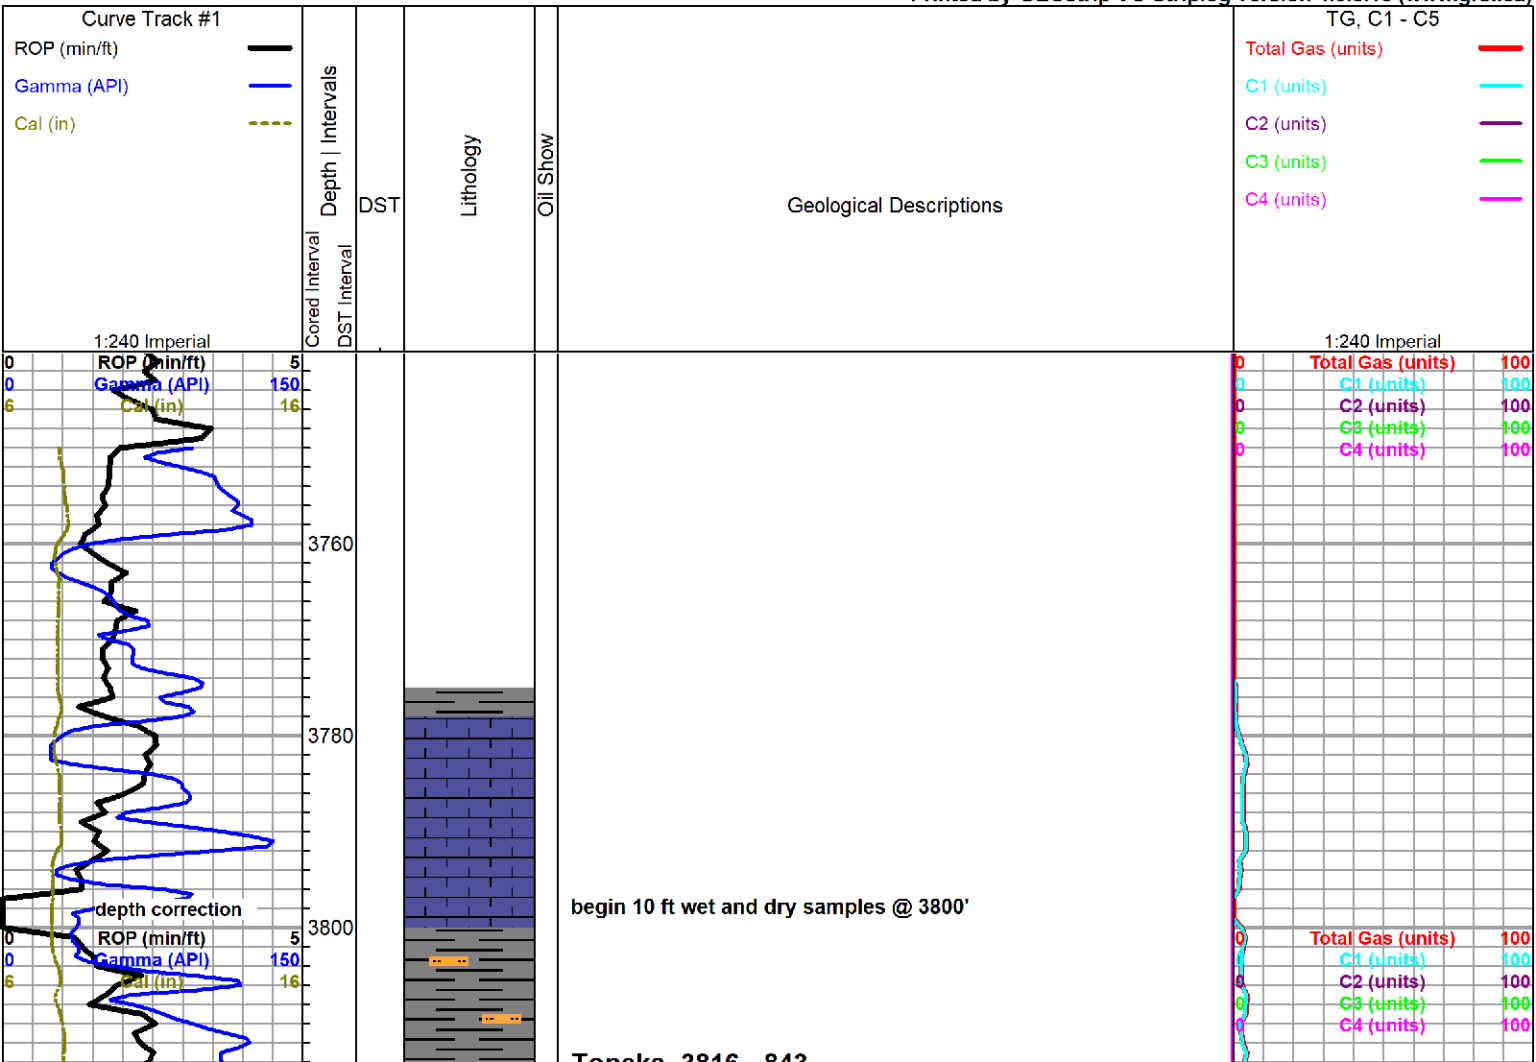 Curve Track #1
ROP (min/ft)
Gamma (API)
Cal (in)
1:240 Imperial
Depth | Intervals
Cored Interval
DST Interval
DST
Lithology
Oil Show
Geological Descriptions
TG, C1 - C5
Total Gas (units)
C1 (units)
C2 (units)
C3 (units)
C4 (units)
1:240 Imperial
0 ROP (min/ft) 5
0 Gamma (API) 150
6 Cal (in) 16
0 Total Gas (units) 100
0 C1 (units) 100
0 C2 (units) 100
0 C3 (units) 100
0 C4 (units) 100
3760
3780
depth correction
begin 10 ft wet and dry samples @ 3800'
3800
0 ROP (min/ft) 5
0 Gamma (API) 150
6 Cal (in) 16
0 Total Gas (units) 100
0 C1 (units) 100
0 C2 (units) 100
0 C3 (units) 100
0 C4 (units) 100
Topeka 3816 - 843